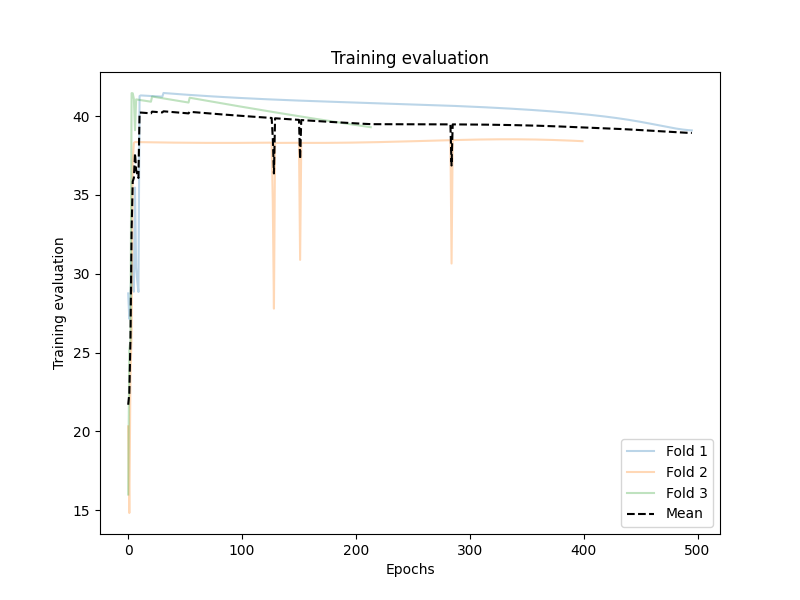 Training evaluation
Training evaluation
40
35
30
25
20
15
0 100 200 300 400 500
Epochs
Fold 1
Fold 2
Fold 3
Mean